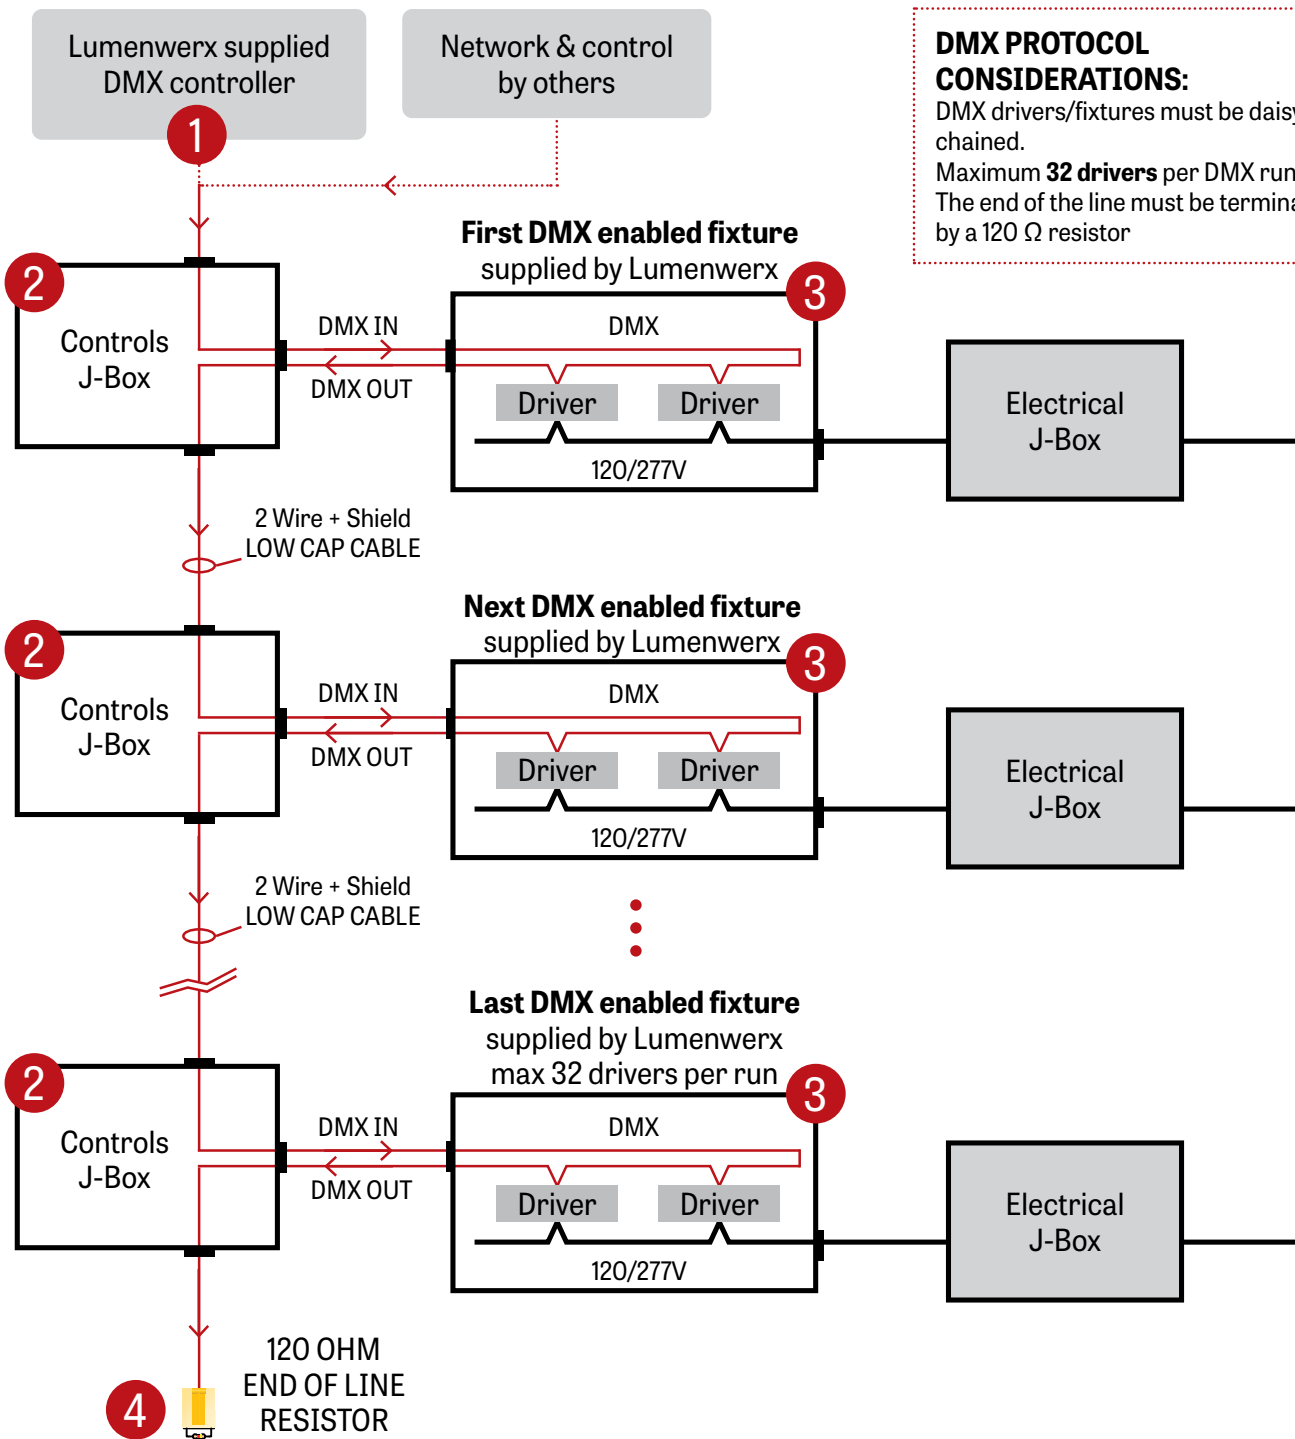 Lumenwerx supplied
DMX controller
1
Network & control
by others
DMX PROTOCOL
CONSIDERATIONS:
DMX drivers/fixtures must be daisy
chained.
Maximum 32 drivers per DMX run
The end of the line must be termina
by a 120 Ω resistor
2
Controls
J-Box
DMX IN
DMX OUT
First DMX enabled fixture
supplied by Lumenwerx
3
DMX
Driver
Driver
120/277V
Electrical
J-Box
2 Wire + Shield
LOW CAP CABLE
2
Controls
J-Box
DMX IN
DMX OUT
Next DMX enabled fixture
supplied by Lumenwerx
3
DMX
Driver
Driver
120/277V
Electrical
J-Box
2 Wire + Shield
LOW CAP CABLE
2
Controls
J-Box
DMX IN
DMX OUT
Last DMX enabled fixture
supplied by Lumenwerx
max 32 drivers per run
3
DMX
Driver
Driver
120/277V
Electrical
J-Box
4
120 OHM
END OF LINE
RESISTOR